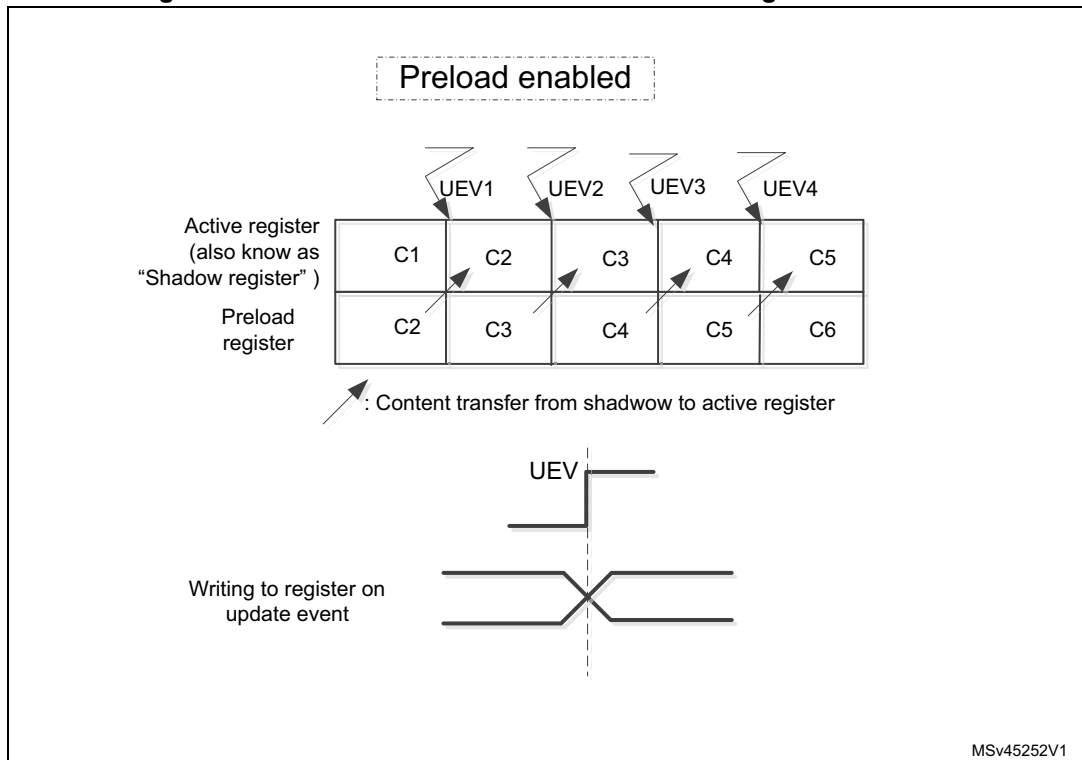 Preload enabled
UEV1 UEV2 UEV3 UEV4
Active register
(also know as
“Shadow register” )
C1 C2 C3 C4 C5
Preload
register
C2 C3 C4 C5 C6
: Content transfer from shadwow to active register
UEV
Writing to register on
update event
MSv45252V1